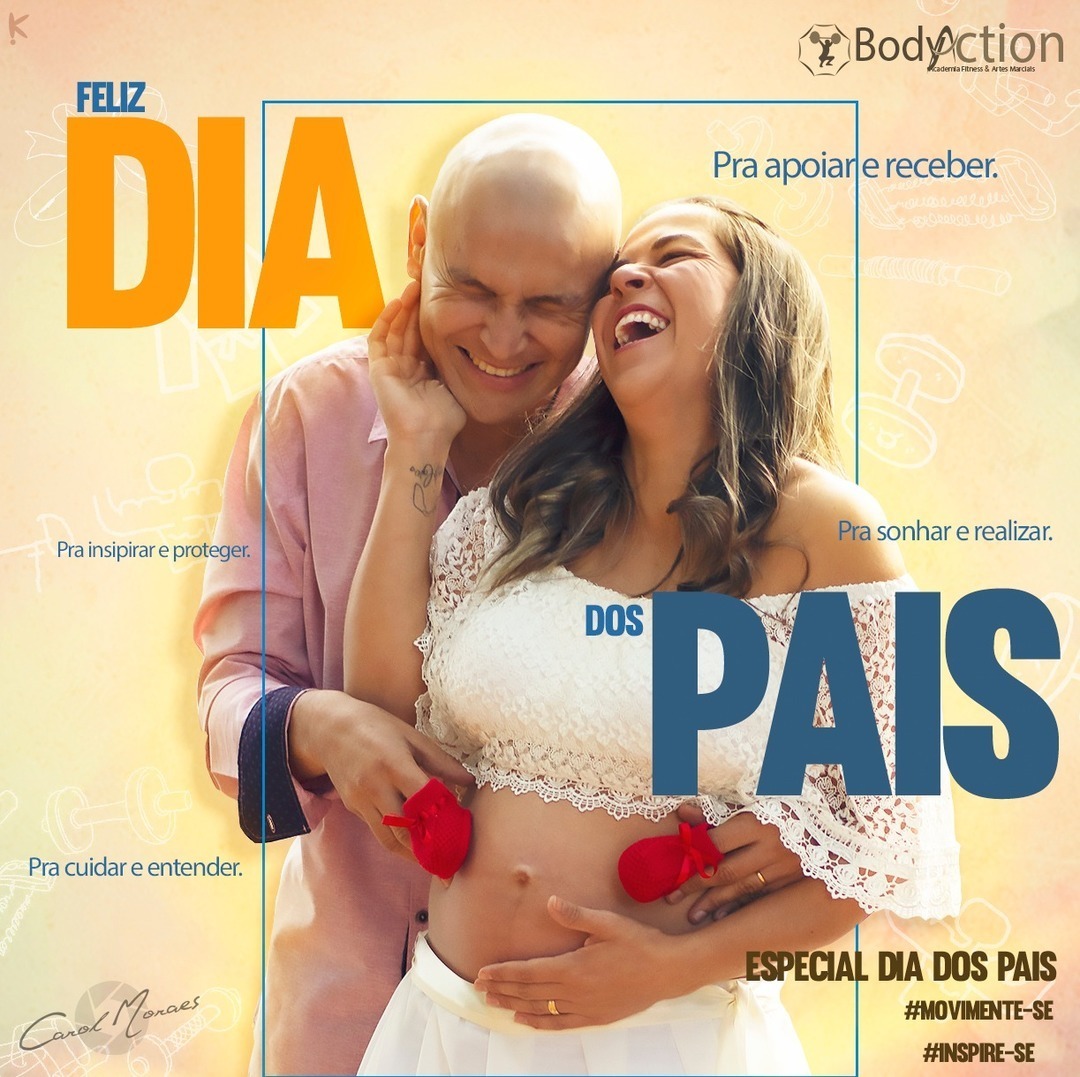 BodyAction
Academia Fitness & Artes Marciais
FELIZ
DIA
Pra apoiar e receber.
Pra sonhar e realizar.
Pra insipirar e proteger.
DOS
PAIS
Pra cuidar e entender.
ESPECIAL DIA DOS PAIS
#MOVIMENTE-SE
#INSPIRE-SE
Carol Moraes